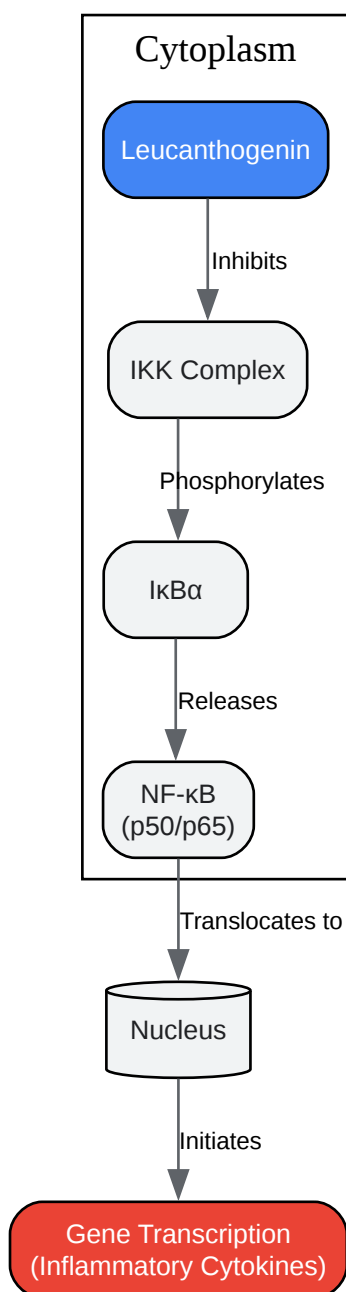 Cytoplasm
Leucanthogenin
Inhibits
IKK Complex
Phosphorylates
IκBα
Releases
NF-κB
(p50/p65)
Translocates to
Nucleus
Initiates
Gene Transcription
(Inflammatory Cytokines)